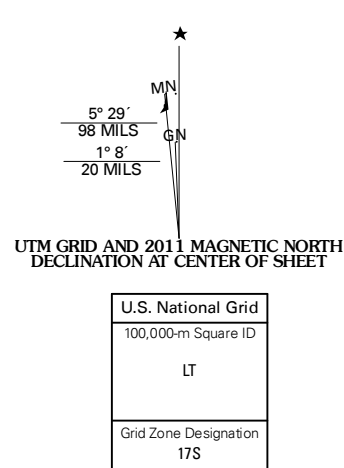 ★
MN
5° 29´
98 MILS
GN
1° 8´
20 MILS
UTM GRID AND 2011 MAGNETIC NORTH
DECLINATION AT CENTER OF SHEET
U.S. National Grid
100,000-m Square ID
LT
Grid Zone Designation
17S